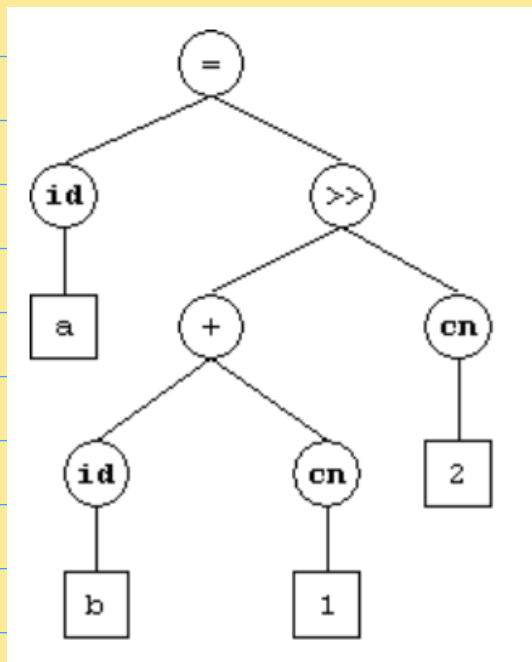 =
id >>
a + cn
id cn 2
b 1